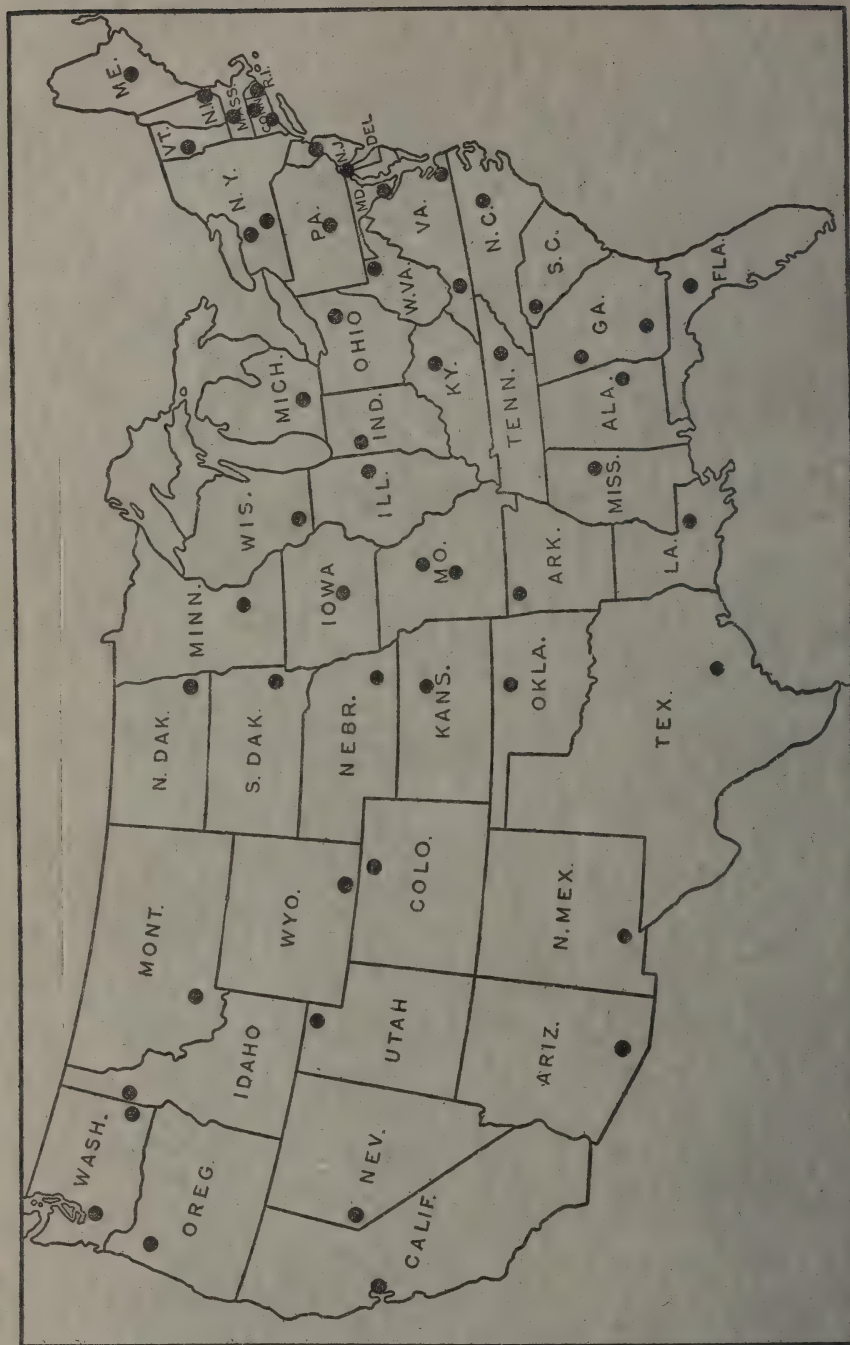 WASH.
OREG.
CALIF.
NEV.
IDAHO
MONT.
WYO.
UTAH
ARIZ.
COLO.
N.MEX.
N. DAK.
S. DAK.
NEBR.
KANS.
OKLA.
TEX.
MINN.
IOWA
MO.
ARK.
LA.
WIS.
ILL.
MICH.
IND.
OHIO
KY.
TENN.
MISS.
ALA.
GA.
FLA.
S.C.
N.C.
VA.
W.VA.
MD.
DEL
PA.
N.J.
N.Y.
VT.
MASS.
CONN.
R.I.
ME.